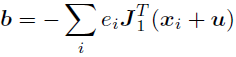 b = − ∑_i e_i J_1^T (x_i + u)